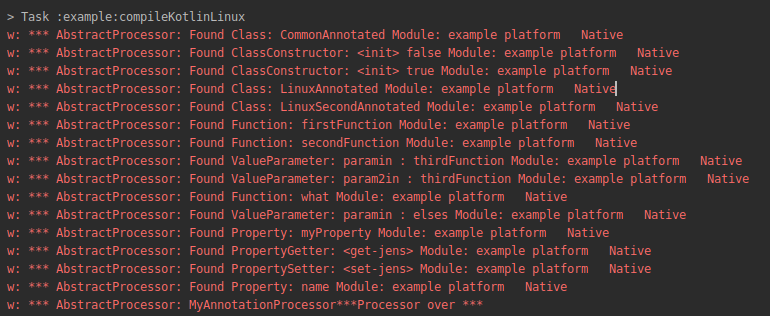 > Task :example:compileKotlinLinux
w: *** AbstractProcessor: Found Class: CommonAnnotated Module: example platform   Native
w: *** AbstractProcessor: Found ClassConstructor: <init> false Module: example platform   Native
w: *** AbstractProcessor: Found ClassConstructor: <init> true Module: example platform   Native
w: *** AbstractProcessor: Found Class: LinuxAnnotated Module: example platform   Native
w: *** AbstractProcessor: Found Class: LinuxSecondAnnotated Module: example platform   Native
w: *** AbstractProcessor: Found Function: firstFunction Module: example platform   Native
w: *** AbstractProcessor: Found Function: secondFunction Module: example platform   Native
w: *** AbstractProcessor: Found ValueParameter: paramin : thirdFunction Module: example platform   Native
w: *** AbstractProcessor: Found ValueParameter: param2in : thirdFunction Module: example platform   Native
w: *** AbstractProcessor: Found Function: what Module: example platform   Native
w: *** AbstractProcessor: Found ValueParameter: paramin : elses Module: example platform   Native
w: *** AbstractProcessor: Found Property: myProperty Module: example platform   Native
w: *** AbstractProcessor: Found PropertyGetter: <get-jens> Module: example platform   Native
w: *** AbstractProcessor: Found PropertySetter: <set-jens> Module: example platform   Native
w: *** AbstractProcessor: Found Property: name Module: example platform   Native
w: *** AbstractProcessor: MyAnnotationProcessor***Processor over ***